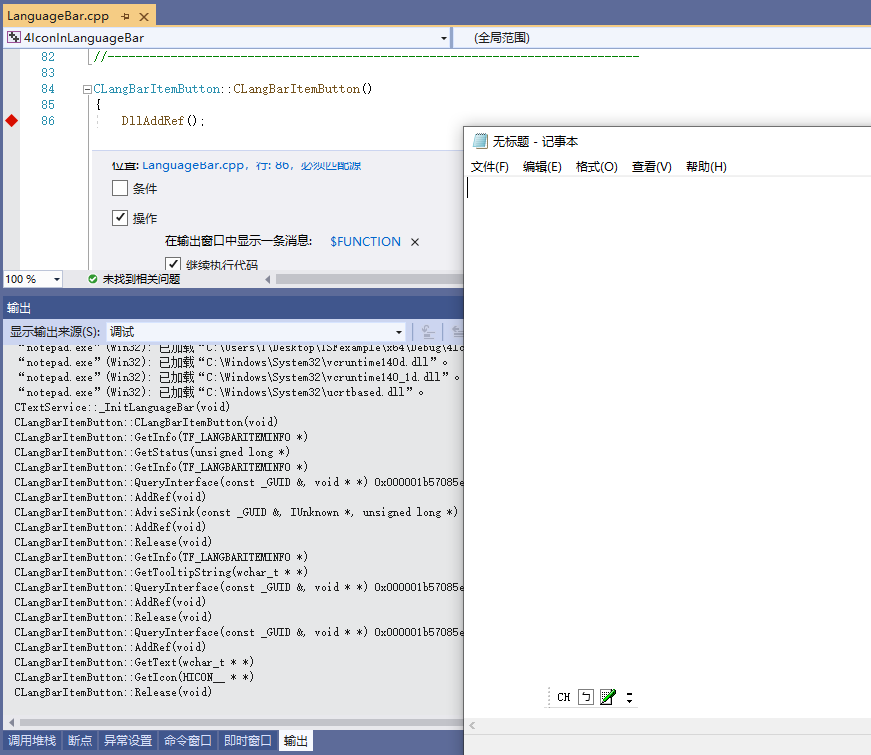 LanguageBar.cpp
4IconInLanguageBar
(全局范围)
82 //----------------------------------------------------------------------------
83
84 CLangBarItemButton::CLangBarItemButton()
85 {
86 DllAddRef();
位置: LanguageBar.cpp, 行: 86, 必须匹配源
条件
操作
在输出窗口中显示一条消息: $FUNCTION
继续执行代码
100 %
未找到相关问题
输出
显示输出来源(S): 调试
“notepad.exe”(Win32): 已加载“C:\Users\T\Desktop\TSFexample\x64\Debug\4Ic
“notepad.exe”(Win32): 已加载“C:\Windows\System32\vcruntime140d.dll”。
“notepad.exe”(Win32): 已加载“C:\Windows\System32\vcruntime140_1d.dll”。
“notepad.exe”(Win32): 已加载“C:\Windows\System32\ucrtbased.dll”。
CTextService::_InitLanguageBar(void)
CLangBarItemButton::CLangBarItemButton(void)
CLangBarItemButton::GetInfo(TF_LANGBARITEMINFO *)
CLangBarItemButton::GetStatus(unsigned long *)
CLangBarItemButton::GetInfo(TF_LANGBARITEMINFO *)
CLangBarItemButton::QueryInterface(const _GUID &, void * *) 0x000001b57085e
CLangBarItemButton::AddRef(void)
CLangBarItemButton::AdviseSink(const _GUID &, IUnknown *, unsigned long *)
CLangBarItemButton::AddRef(void)
CLangBarItemButton::Release(void)
CLangBarItemButton::GetInfo(TF_LANGBARITEMINFO *)
CLangBarItemButton::GetTooltipString(wchar_t * *)
CLangBarItemButton::QueryInterface(const _GUID &, void * *) 0x000001b57085e
CLangBarItemButton::AddRef(void)
CLangBarItemButton::Release(void)
CLangBarItemButton::QueryInterface(const _GUID &, void * *) 0x000001b57085e
CLangBarItemButton::AddRef(void)
CLangBarItemButton::GetText(wchar_t * *)
CLangBarItemButton::GetIcon(HICON__ * *)
CLangBarItemButton::Release(void)
调用堆栈 断点 异常设置 命令窗口 即时窗口 输出
无标题 - 记事本
文件(F) 编辑(E) 格式(O) 查看(V) 帮助(H)
CH ㄅ